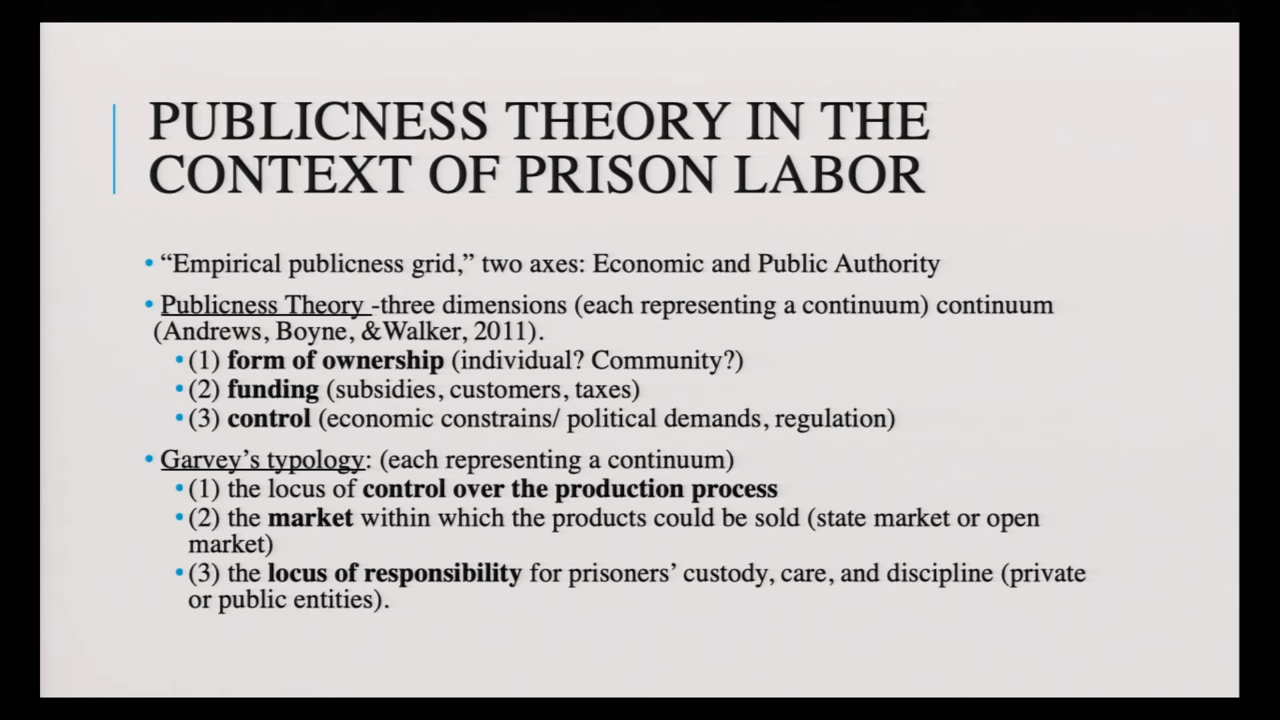 PUBLICNESS THEORY IN THE
CONTEXT OF PRISON LABOR
• “Empirical publicness grid,” two axes: Economic and Public Authority
• Publicness Theory -three dimensions (each representing a continuum) continuum
(Andrews, Boyne, &Walker, 2011).
• (1) form of ownership (individual? Community?)
• (2) funding (subsidies, customers, taxes)
• (3) control (economic constrains/ political demands, regulation)
• Garvey’s typology: (each representing a continuum)
• (1) the locus of control over the production process
• (2) the market within which the products could be sold (state market or open
market)
• (3) the locus of responsibility for prisoners’ custody, care, and discipline (private
or public entities).